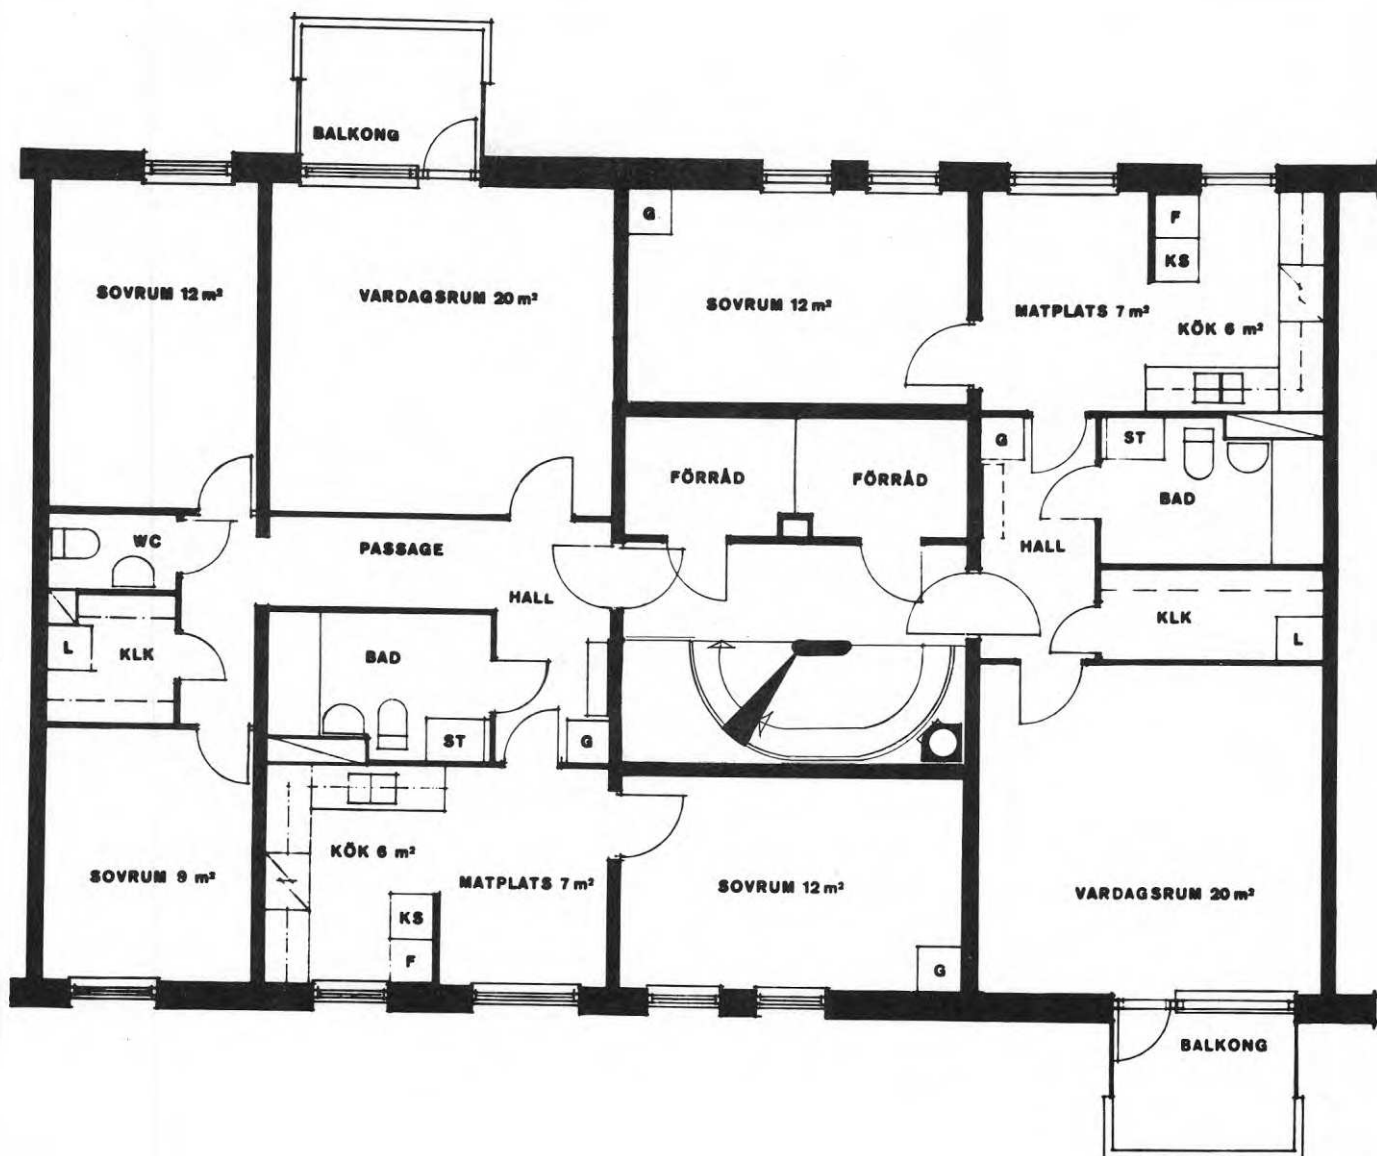 BALKONG
G
F
KS
SOVRUM 12 m²
VARDAGSRUM 20 m²
SOVRUM 12 m²
MATPLATS 7 m²
KÖK 6 m²
G
ST
FÖRRÅD
FÖRRÅD
BAD
WC
PASSAGE
HALL
HALL
KLK
L
L
KLK
BAD
ST
G
KÖK 6 m²
SOVRUM 9 m²
MATPLATS 7 m²
SOVRUM 12 m²
VARDAGSRUM 20 m²
KS
F
G
BALKONG